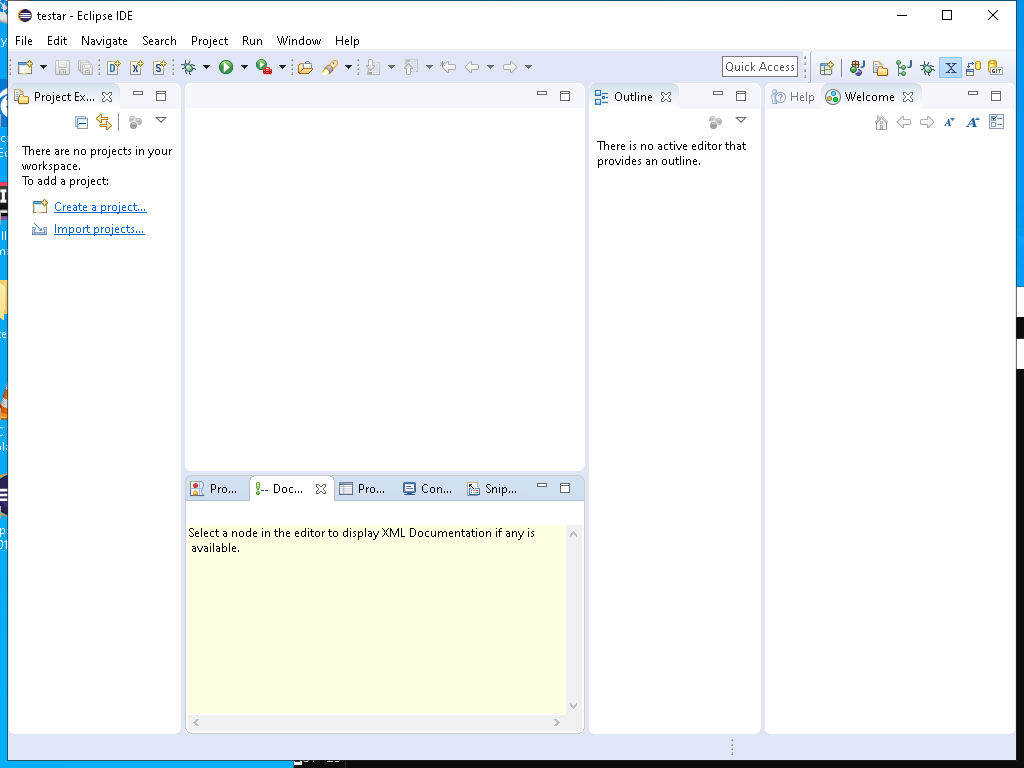 testar - Eclipse IDE
File Edit Navigate Search Project Run Window Help
Quick Access
Project Ex...
Outline
Help
Welcome
There are no projects in your
workspace.
To add a project:
Create a project...
Import projects...
There is no active editor that
provides an outline.
Pro...
Doc...
Pro...
Con...
Snip...
Select a node in the editor to display XML Documentation if any is
available.